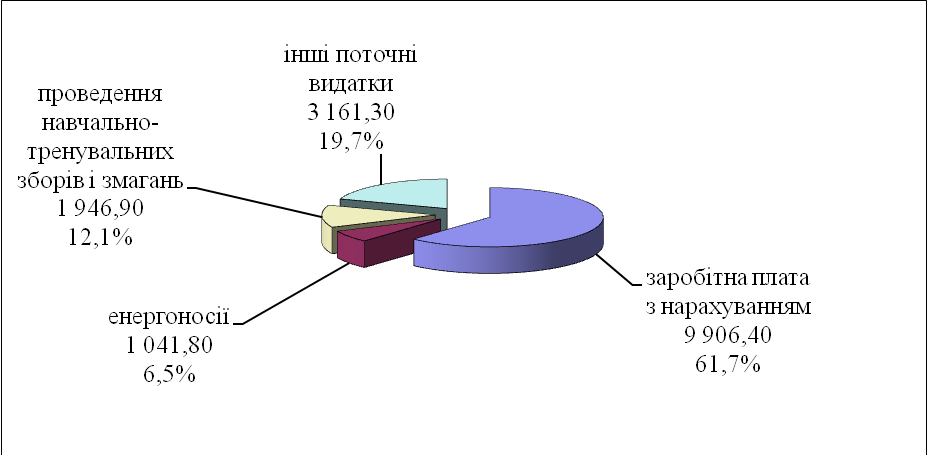 інші поточні
видатки
3 161,30
19,7%
проведення
навчально-
тренувальних
зборів і змагань
1 946,90
12,1%
енергоносії
1 041,80
6,5%
заробітна плата
з нарахуванням
9 906,40
61,7%